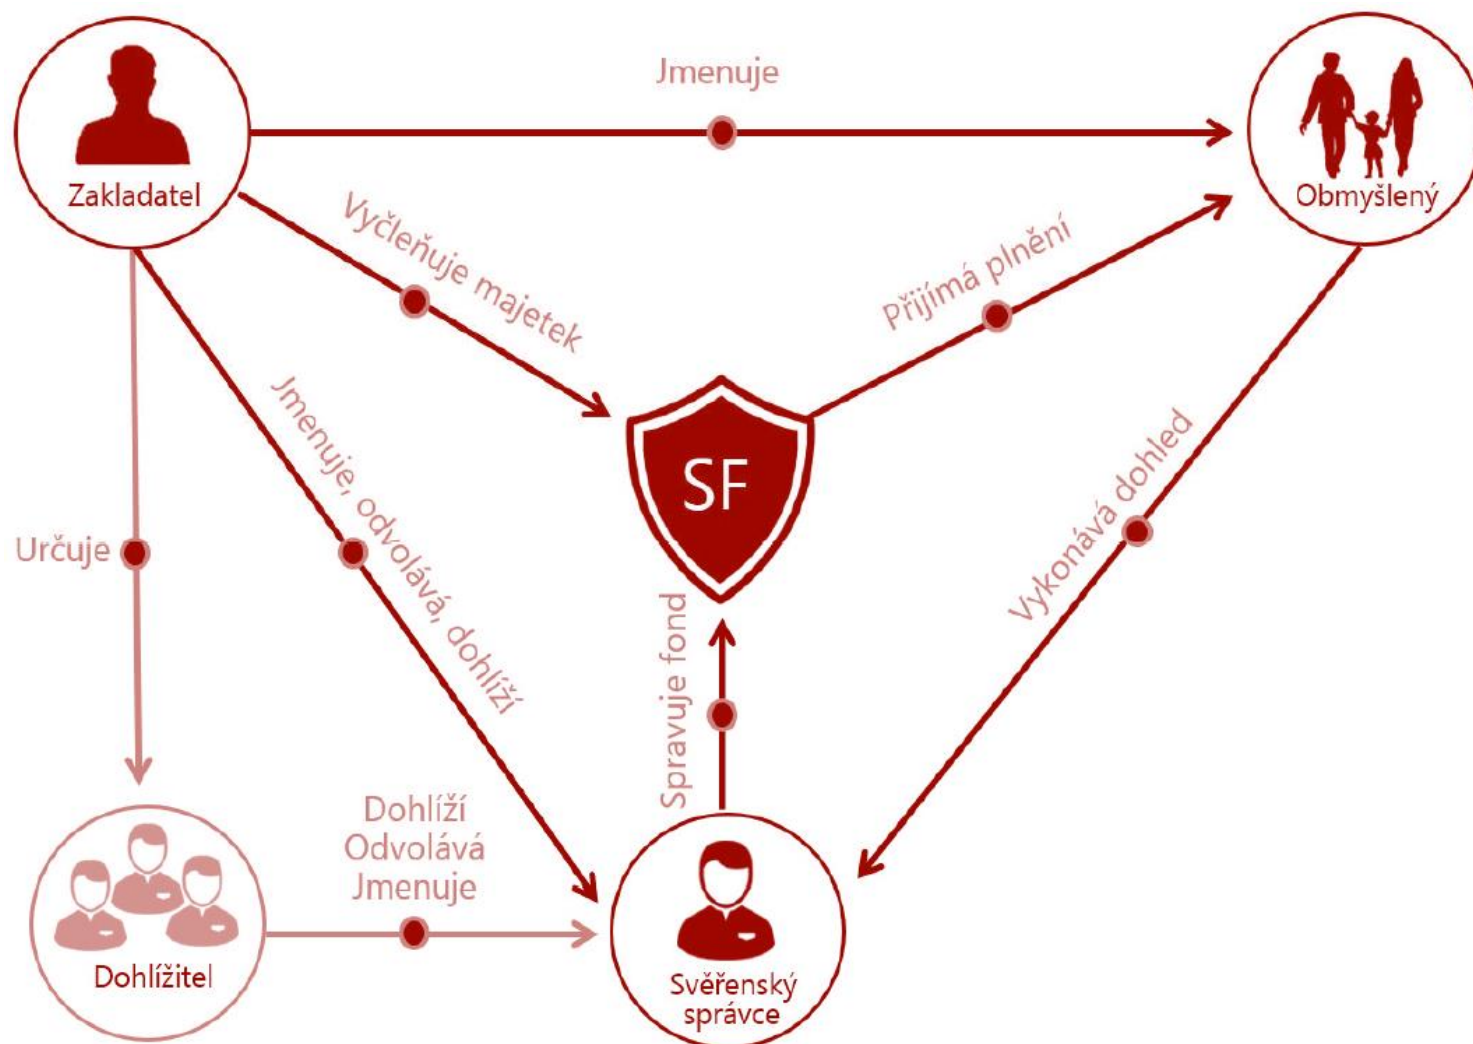 Jmenuje
Zakladatel
Obmyšlený
Vyčleňuje majetek
Přijímá plnění
Jmenuje, odvolává, dohlíží
SF
Vykonává dohled
Určuje
Spravuje fond
Dohlíží
Odvolává
Jmenuje
Dohlížitel
Svěřenský
správce